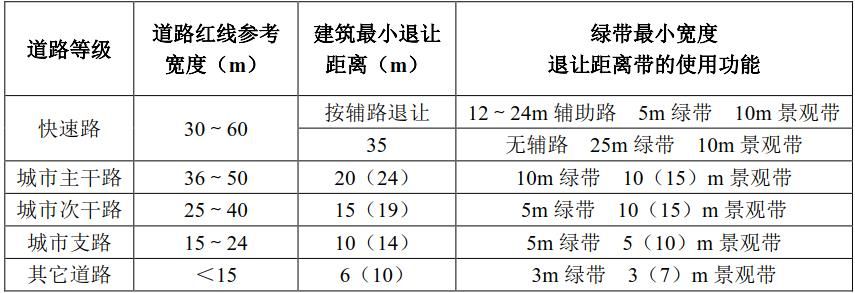 道路等级 道路红线参考宽度（m） 建筑最小退让距离（m） 绿带最小宽度 退让距离带的使用功能
快速路 30～60 按辅路退让 12～24m 辅助路 5m 绿带 10m 景观带
35 无辅路 25m 绿带 10m 景观带
城市主干路 36～50 20（24） 10m 绿带 10（15）m 景观带
城市次干路 25～40 15（19） 5m 绿带 10（15）m 景观带
城市支路 15～24 10（14） 5m 绿带 5（10）m 景观带
其它道路 ＜15 6（10） 3m 绿带 3（7）m 景观带